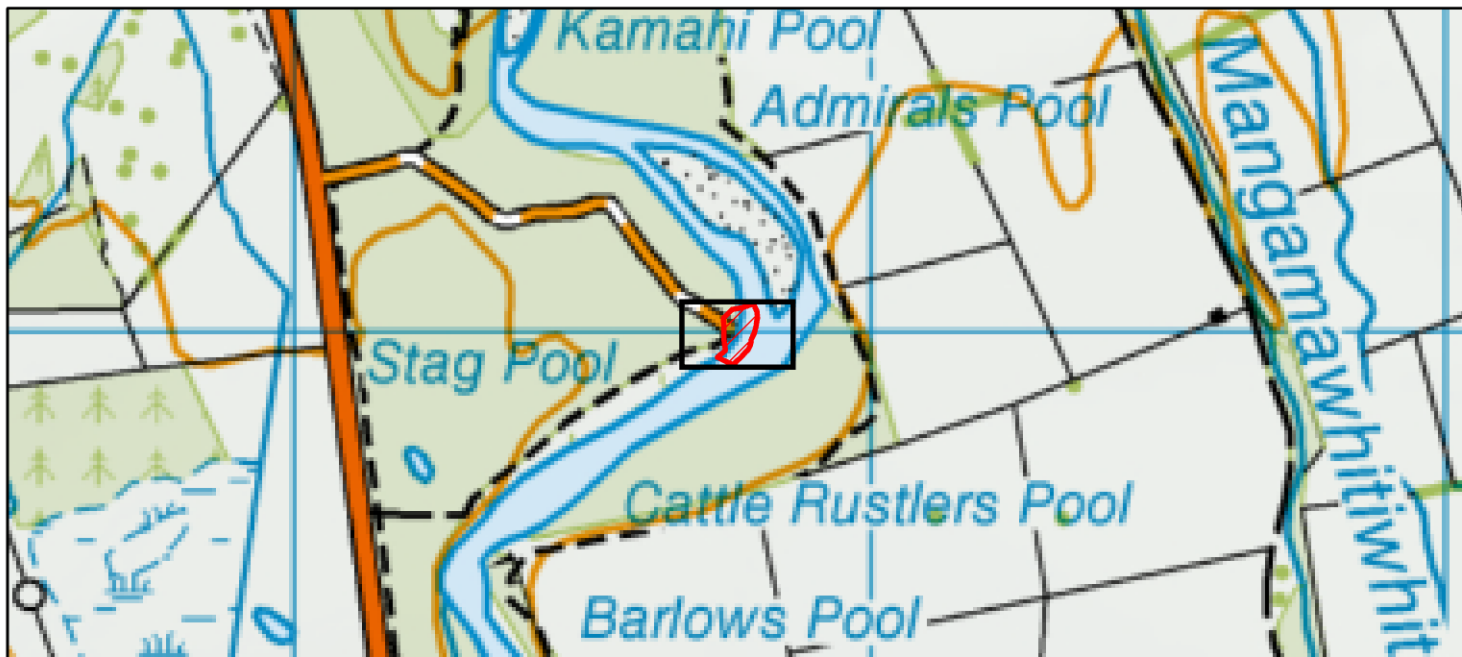 Kamahi Pool
Admirals Pool
Mangamawhitiwhit
Stag Pool
Cattle Rustlers Pool
Barlows Pool